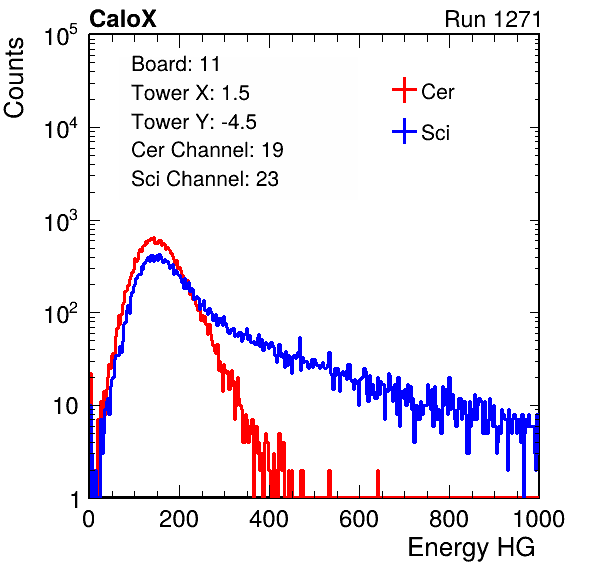 CaloX Run 1271
Counts
10^5
10^4
10^3
10^2
10
1
Board: 11
Tower X: 1.5
Tower Y: -4.5
Cer Channel: 19
Sci Channel: 23
Cer
Sci
0 200 400 600 800 1000
Energy HG